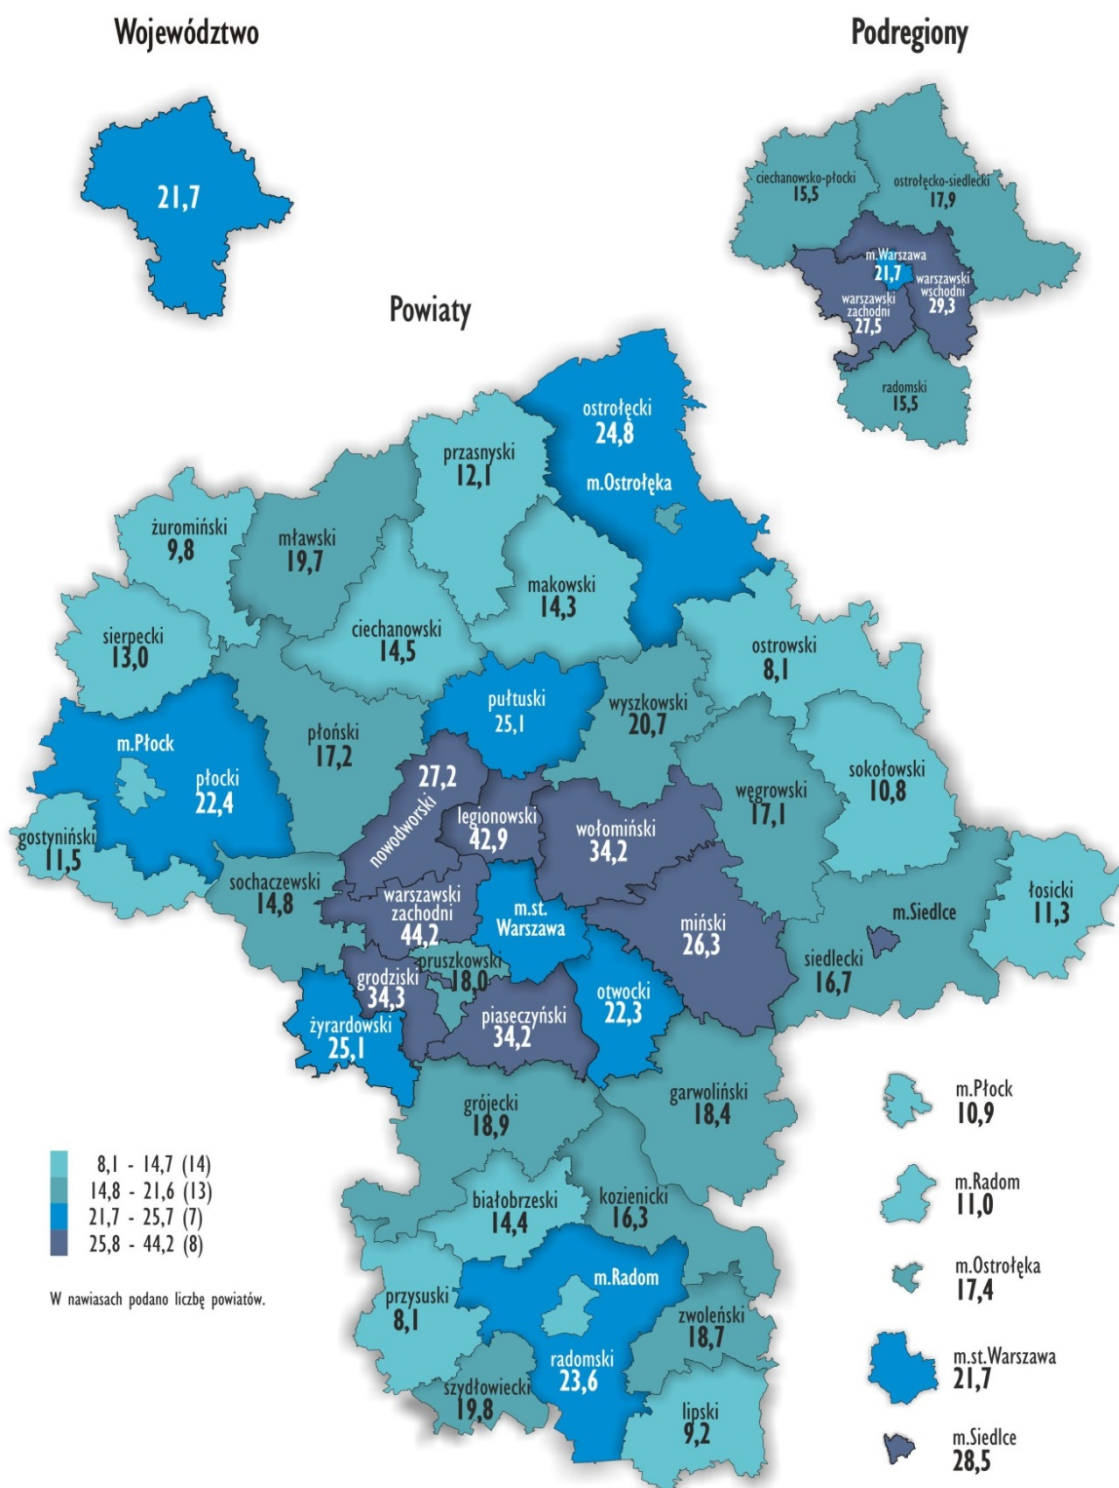 Województwo
21,7
Podregiony
ciechanowsko-płocki
15,5
ostrołęcko-siedlecki
17,9
m.Warszawa
21,7
warszawski
wschodni
29,3
warszawski
zachodni
27,5
radomski
15,5
Powiaty
ostrołęcki
24,8
m.Ostrołęka
przasnyski
12,1
żuromiński
9,8
mławski
19,7
makowski
14,3
ciechanowski
14,5
sierpecki
13,0
ostrowski
8,1
pułtuski
25,1
wyszkowski
20,7
płoński
17,2
m.Płock
płocki
22,4
sokołowski
10,8
węgrowski
17,1
27,2
nowodworski
legionowski
42,9
wołomiński
34,2
gostyniński
11,5
sochaczewski
14,8
warszawski
zachodni
44,2
m.st.
Warszawa
miński
26,3
m.Siedlce
łosicki
11,3
siedlecki
16,7
pruszkowski
18,0
grodziski
34,3
piaseczyński
34,2
otwocki
22,3
żyrardowski
25,1
grójecki
18,9
garwoliński
18,4
białobrzeski
14,4
kozienicki
16,3
m.Radom
przysuski
8,1
radomski
23,6
zwoleński
18,7
szydłowiecki
19,8
lipski
9,2
8,1 - 14,7 (14)
14,8 - 21,6 (13)
21,7 - 25,7 (7)
25,8 - 44,2 (8)
W nawiasach podano liczbę powiatów.
m.Płock
10,9
m.Radom
11,0
m.Ostrołęka
17,4
m.st.Warszawa
21,7
m.Siedlce
28,5